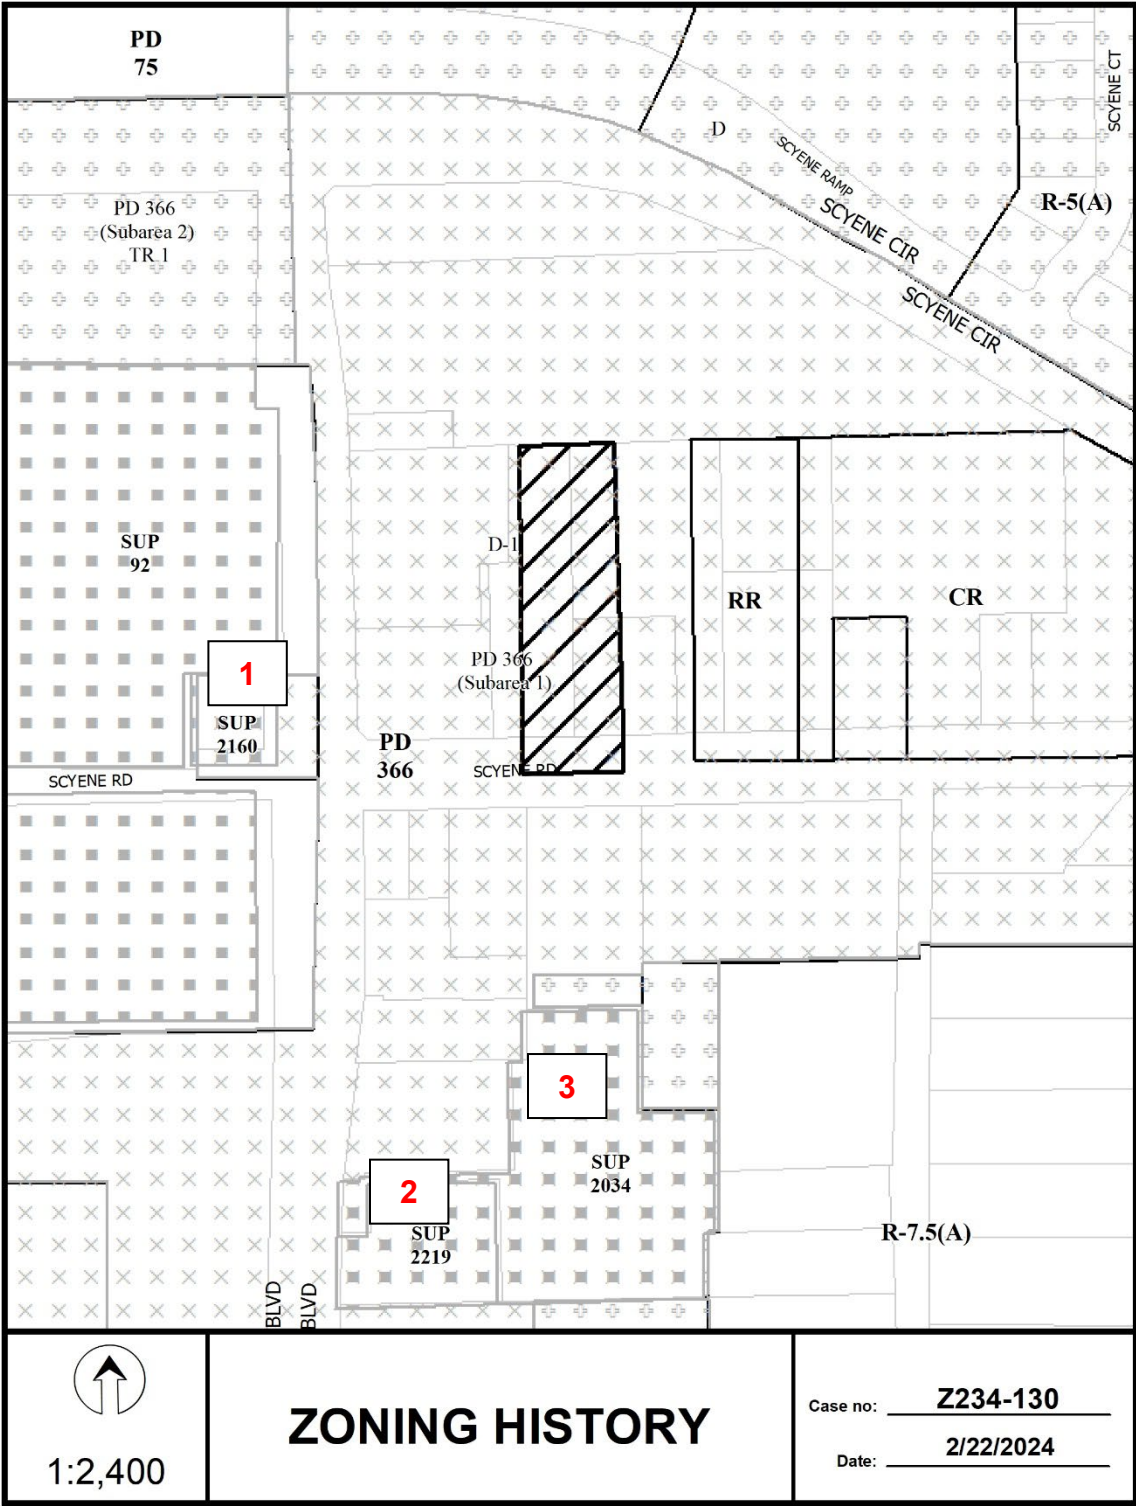 PD
75
SCYENE CT
D
SCYENE RAMP
R-5(A)
PD 366
(Subarea 2)
TR 1
SCYENE CIR
SCYENE CIR
SUP
92
D-1
RR
CR
PD 366
(Subarea 1)
1
SUP
2160
PD
366
SCYENE RD
SCYENE RD
3
SUP
2034
2
SUP
2219
R-7.5(A)
BLVD
BLVD
1:2,400
ZONING HISTORY
Case no: Z234-130
Date: 2/22/2024